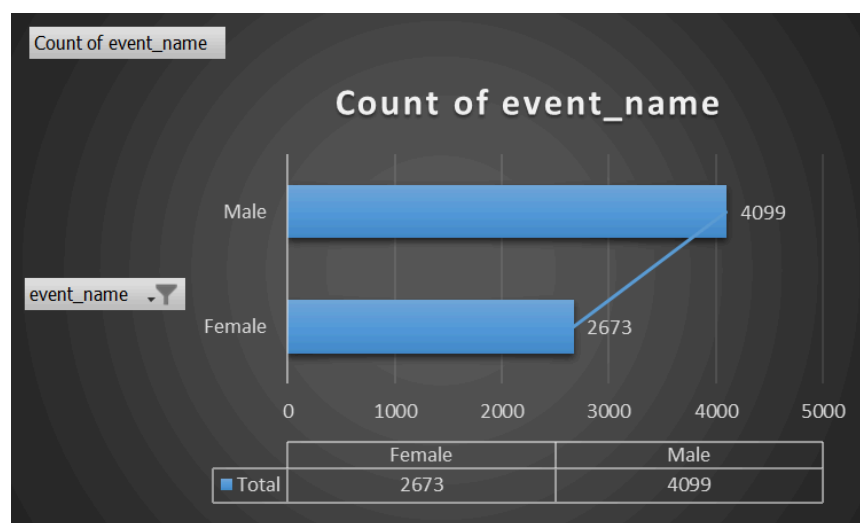 Count of event_name
Count of event_name
Male
4099
event_name
Female
2673
0 1000 2000 3000 4000 5000
Female Male
Total 2673 4099